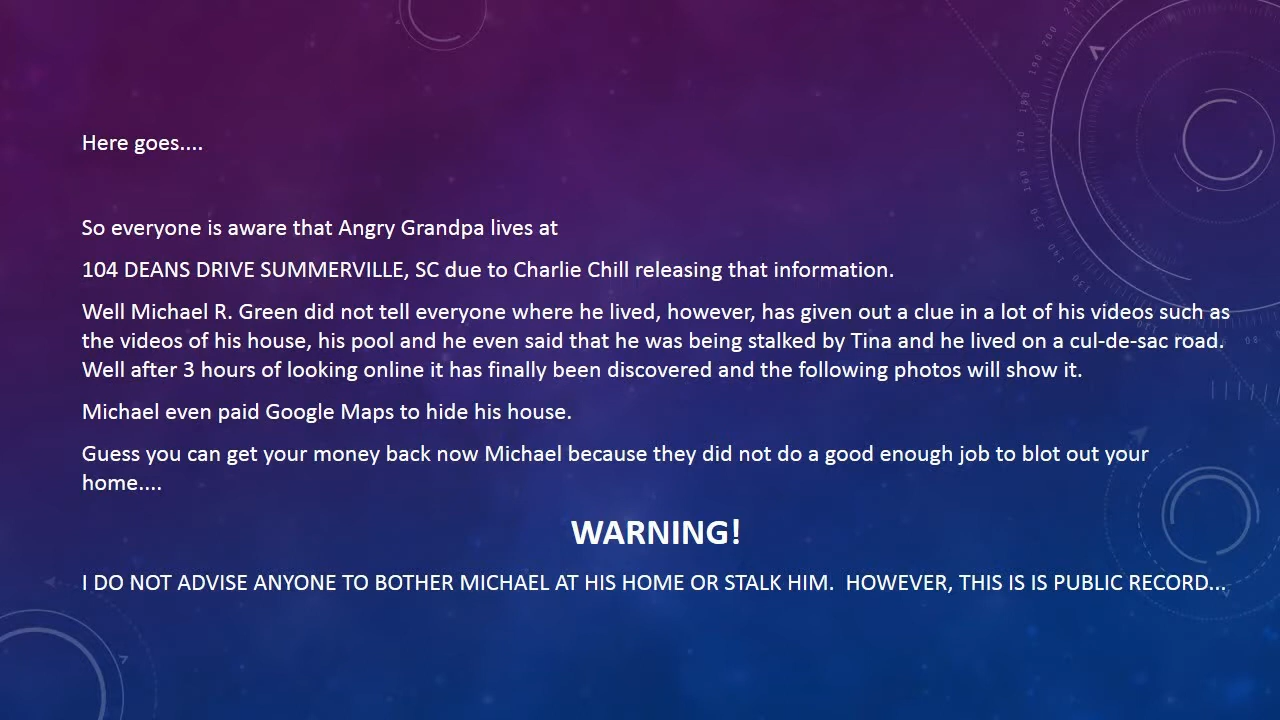 Here goes....
So everyone is aware that Angry Grandpa lives at
104 DEANS DRIVE SUMMERVILLE, SC due to Charlie Chill releasing that information.
Well Michael R. Green did not tell everyone where he lived, however, has given out a clue in a lot of his videos such as
the videos of his house, his pool and he even said that he was being stalked by Tina and he lived on a cul-de-sac road.
Well after 3 hours of looking online it has finally been discovered and the following photos will show it.
Michael even paid Google Maps to hide his house.
Guess you can get your money back now Michael because they did not do a good enough job to blot out your
home....
WARNING!
I DO NOT ADVISE ANYONE TO BOTHER MICHAEL AT HIS HOME OR STALK HIM.  HOWEVER, THIS IS IS PUBLIC RECORD...
200
190
180
170
160
150
130